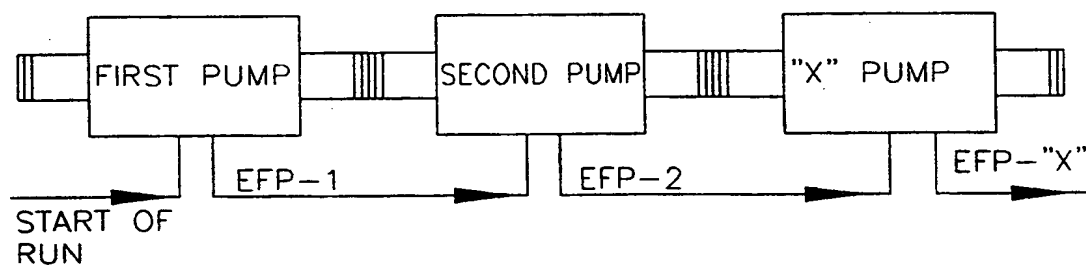 FIRST PUMP
SECOND PUMP
"X" PUMP
EFP-1
EFP-2
EFP-"X"
START OF
RUN